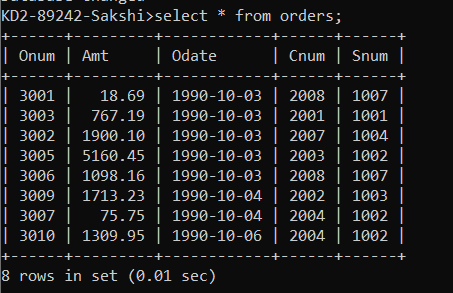 Database changed
KD2-89242-Sakshi>select * from orders;
+------+---------+------------+------+------+
| Onum | Amt     | Odate      | Cnum | Snum |
+------+---------+------------+------+------+
| 3001 |   18.69 | 1990-10-03 | 2008 | 1007 |
| 3003 |  767.19 | 1990-10-03 | 2001 | 1001 |
| 3002 | 1900.10 | 1990-10-03 | 2007 | 1004 |
| 3005 | 5160.45 | 1990-10-03 | 2003 | 1002 |
| 3006 | 1098.16 | 1990-10-03 | 2008 | 1007 |
| 3009 | 1713.23 | 1990-10-04 | 2002 | 1003 |
| 3007 |   75.75 | 1990-10-04 | 2004 | 1002 |
| 3010 | 1309.95 | 1990-10-06 | 2004 | 1002 |
+------+---------+------------+------+------+
8 rows in set (0.01 sec)